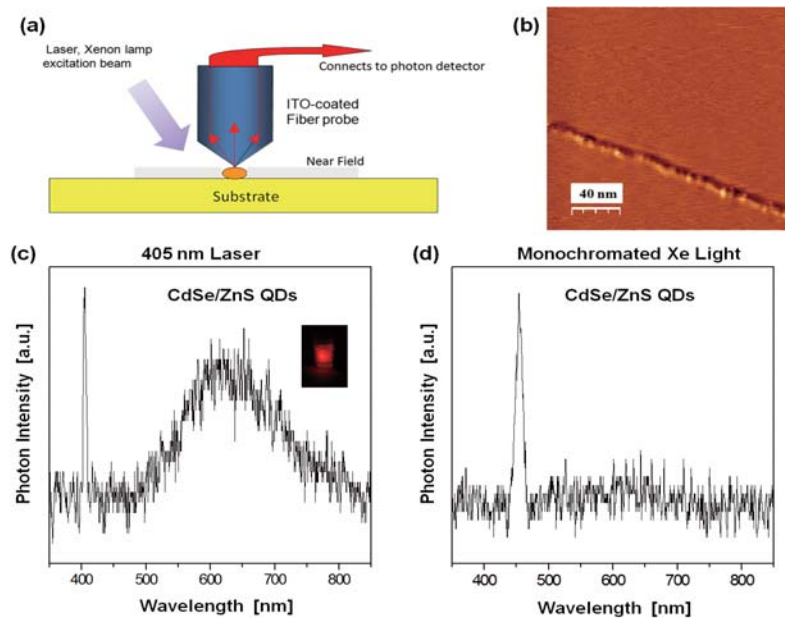 (a)
Laser, Xenon lamp
excitation beam
Connects to photon detector
ITO-coated
Fiber probe
Near Field
Substrate
(b)
40 nm
(c)
405 nm Laser
CdSe/ZnS QDs
Photon Intensity [a.u.]
400 500 600 700 800
Wavelength [nm]
(d)
Monochromated Xe Light
CdSe/ZnS QDs
Photon Intensity [a.u.]
400 500 600 700 800
Wavelength [nm]